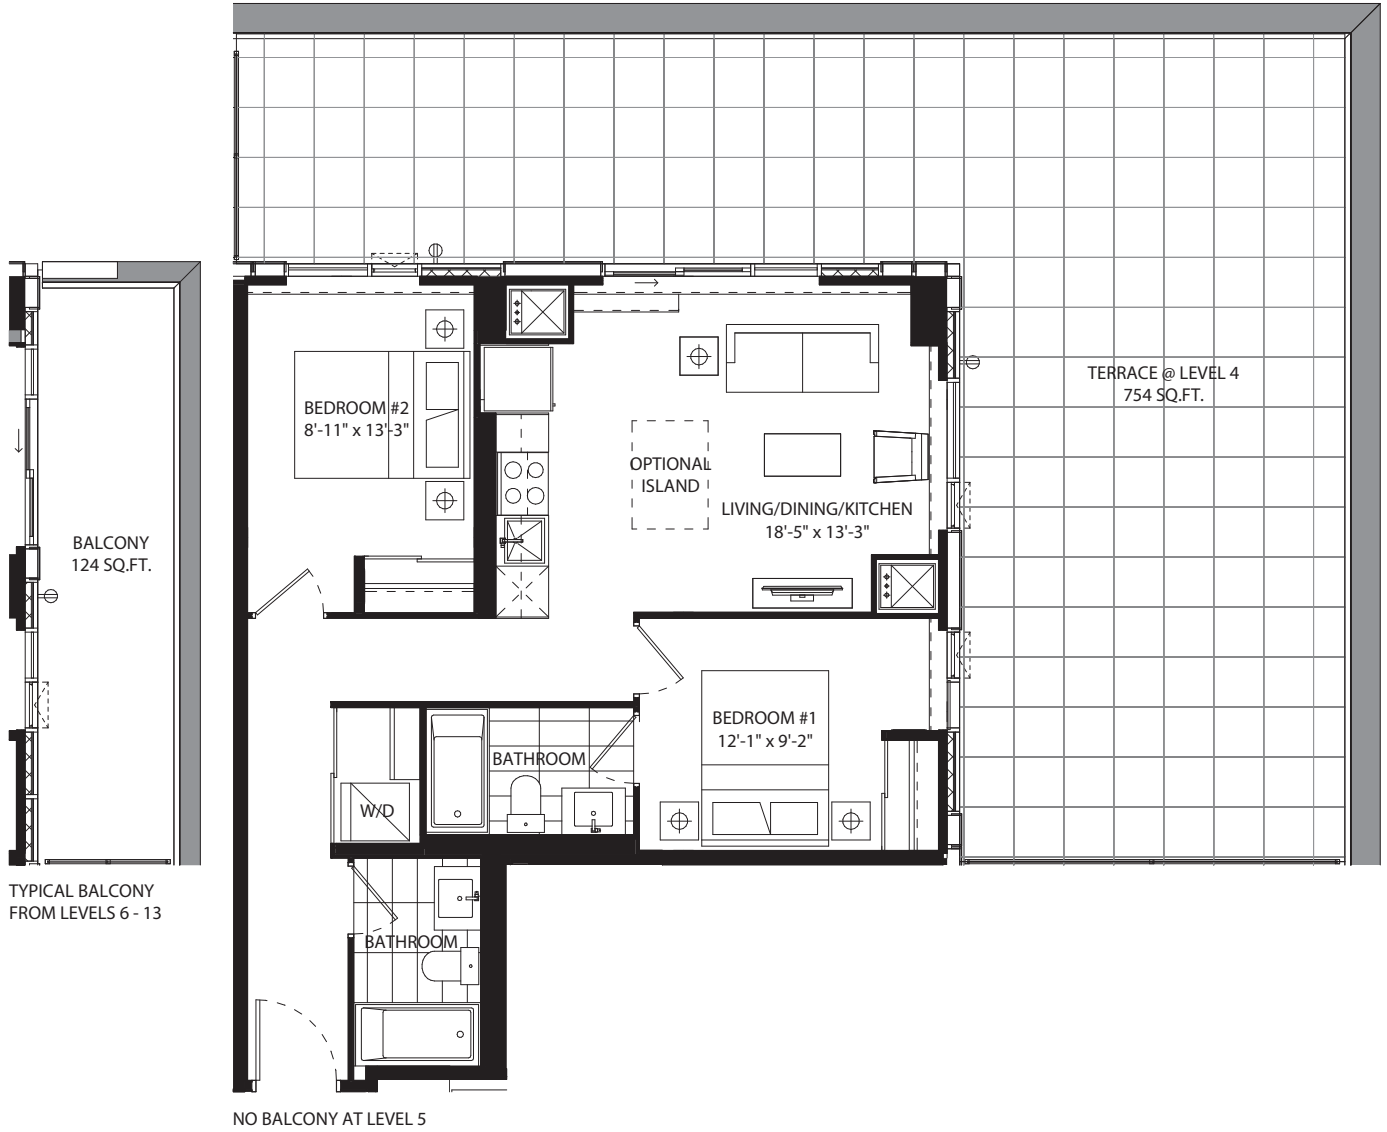 TERRACE @ LEVEL 4
754 SQ.FT.
BEDROOM #2
8'-11" x 13'-3"
OPTIONAL
ISLAND
LIVING/DINING/KITCHEN
18'-5" x 13'-3"
BALCONY
124 SQ.FT.
BEDROOM #1
12'-1" x 9'-2"
BATHROOM
W/D
TYPICAL BALCONY
FROM LEVELS 6 - 13
BATHROOM
NO BALCONY AT LEVEL 5